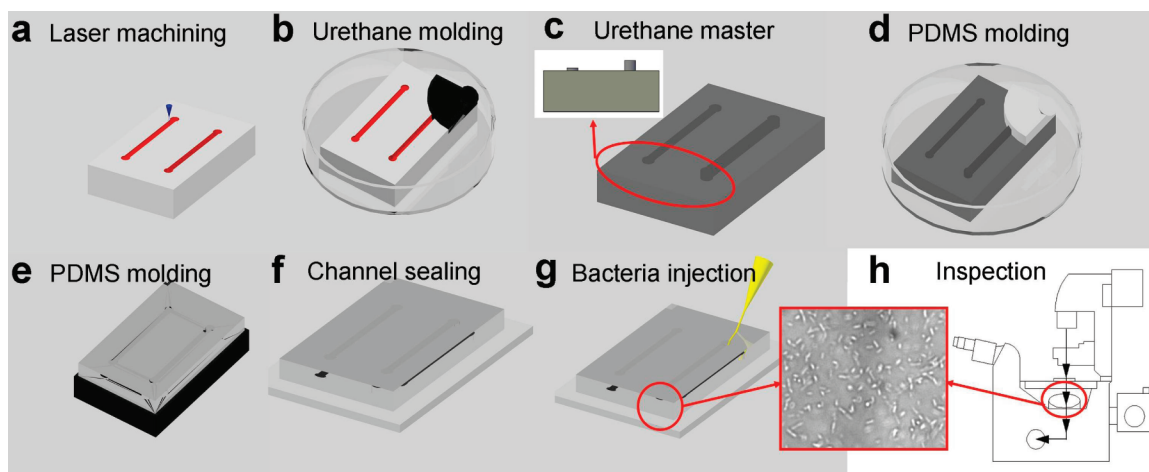 a Laser machining
b Urethane molding
c Urethane master
d PDMS molding
e PDMS molding
f Channel sealing
g Bacteria injection
h Inspection